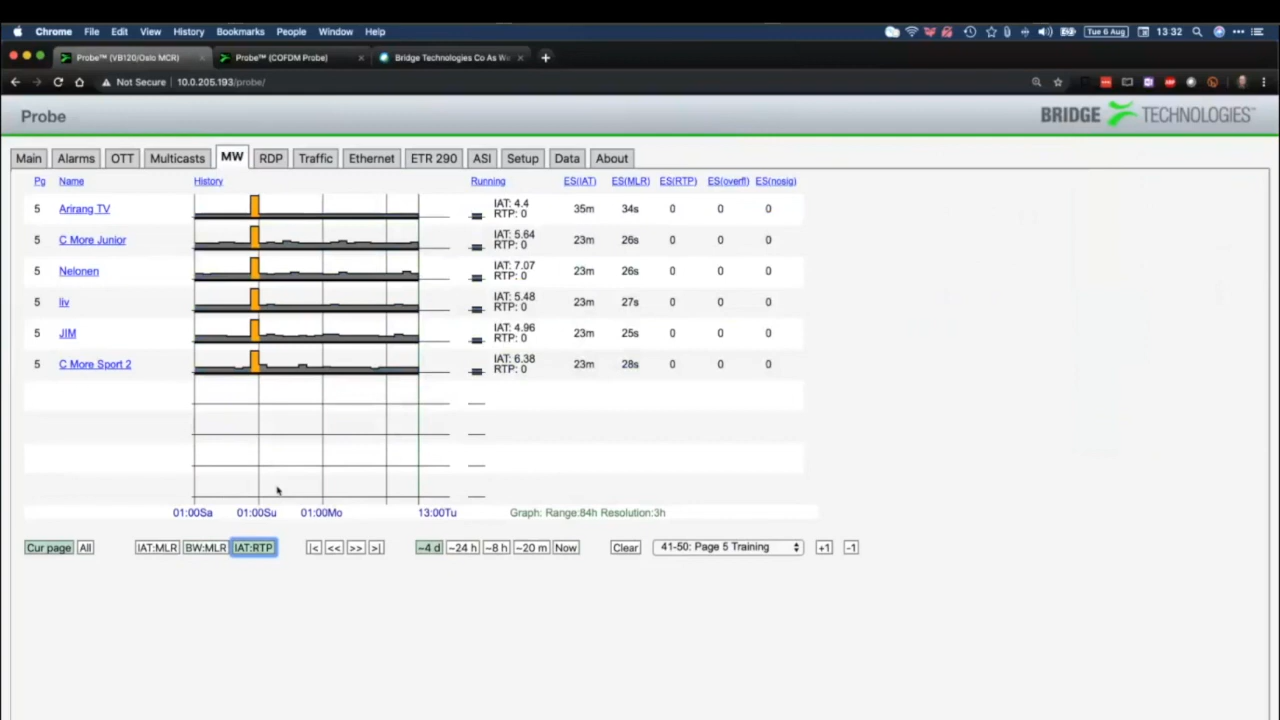 Chrome File Edit View History Bookmarks People Window Help Tue 6 Aug 13 32
Probe™ (VB120/Oslo MCR) Probe™ (COFDM Probe) Bridge Technologies Co As
Not Secure 10.0.205.193/probe/
Probe BRIDGE TECHNOLOGIES™
Main Alarms OTT Multicasts MW RDP Traffic Ethernet ETR 290 ASI Setup Data About
Pg Name History Running ES(IAT) ES(MLR) ES(RTP) ES(overfl) ES(nosig)
5 Arirang TV IAT: 4.4 35m 34s 0 0 0
RTP: 0
5 C More Junior IAT: 5.64 23m 26s 0 0 0
RTP: 0
5 Nelonen IAT: 7.07 23m 26s 0 0 0
RTP: 0
5 liv IAT: 5.48 23m 27s 0 0 0
RTP: 0
5 JIM IAT: 4.96 23m 25s 0 0 0
RTP: 0
5 C More Sport 2 IAT: 6.38 23m 28s 0 0 0
RTP: 0
01:00Sa 01:00Su 01:00Mo 13:00Tu Graph: Range:84h Resolution:3h
Cur page All IAT:MLR BW:MLR IAT:RTP |< << >> >| ~4 d ~24 h ~8 h ~20 m Now Clear 41-50: Page 5 Training +1 -1